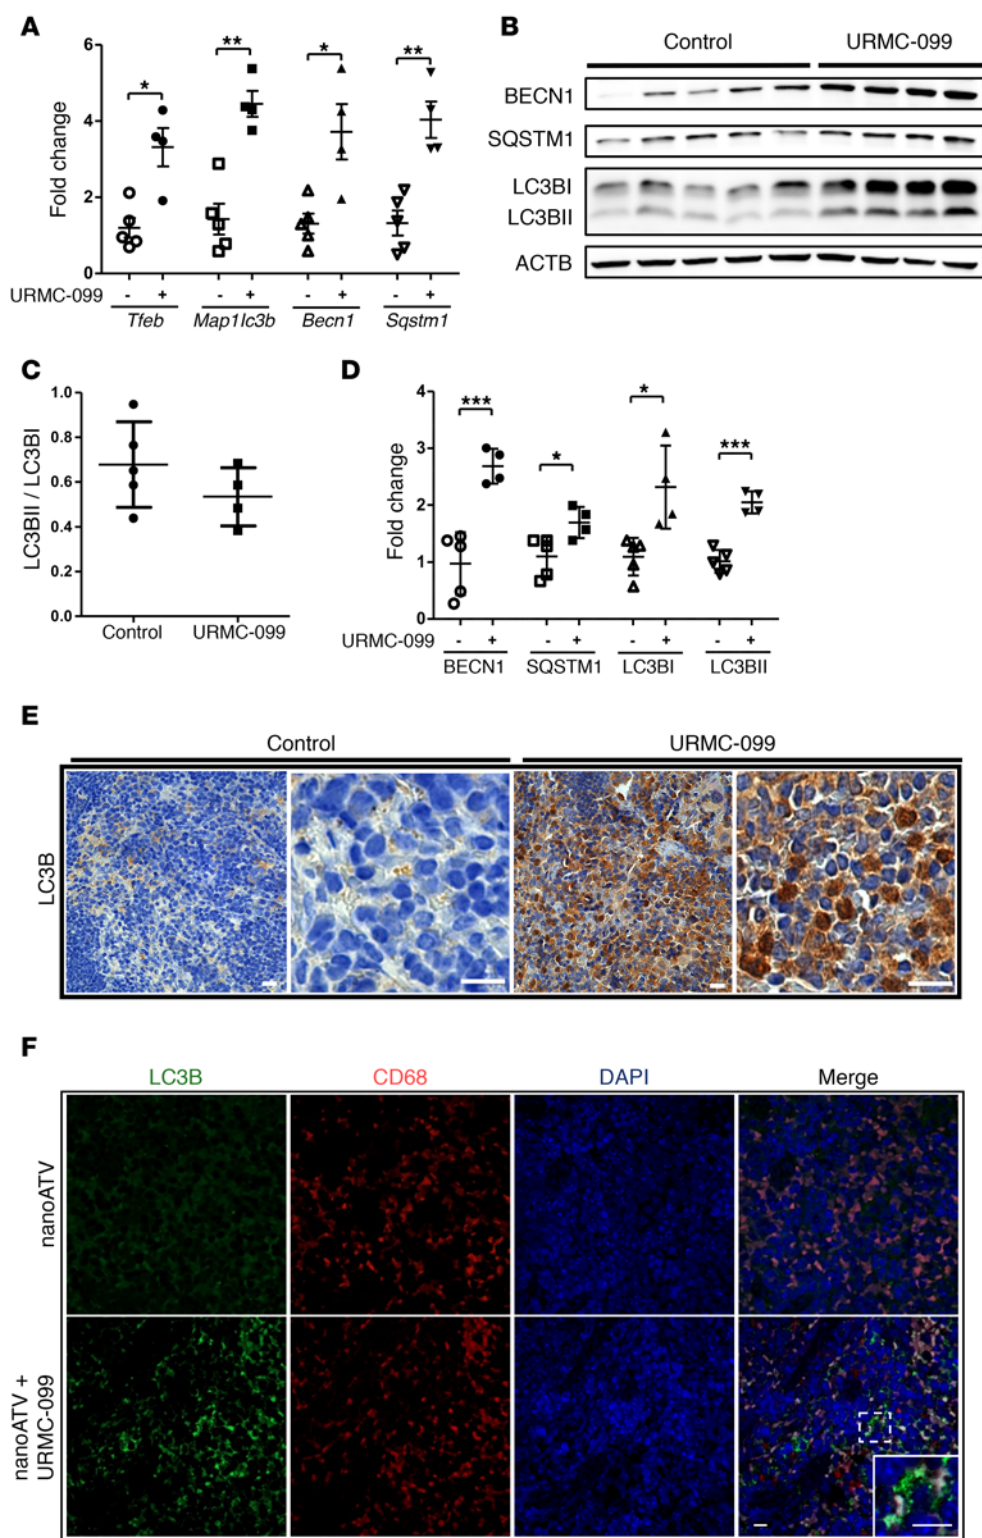 A
6
4
2
0
Fold change
* ** * **
URMC-099 - + - + - + - +
Tfeb Map1lc3b Becn1 Sqstm1
B
Control URMC-099
BECN1
SQSTM1
LC3BI
LC3BII
ACTB
C
1.0
0.8
0.6
0.4
0.2
0.0
LC3BII / LC3BI
Control URMC-099
D
4
3
2
1
0
Fold change
*** * * ***
URMC-099 - + - + - + - +
BECN1 SQSTM1 LC3BI LC3BII
E
Control URMC-099
LC3B
F
LC3B CD68 DAPI Merge
nanoATV
nanoATV +
URMC-099